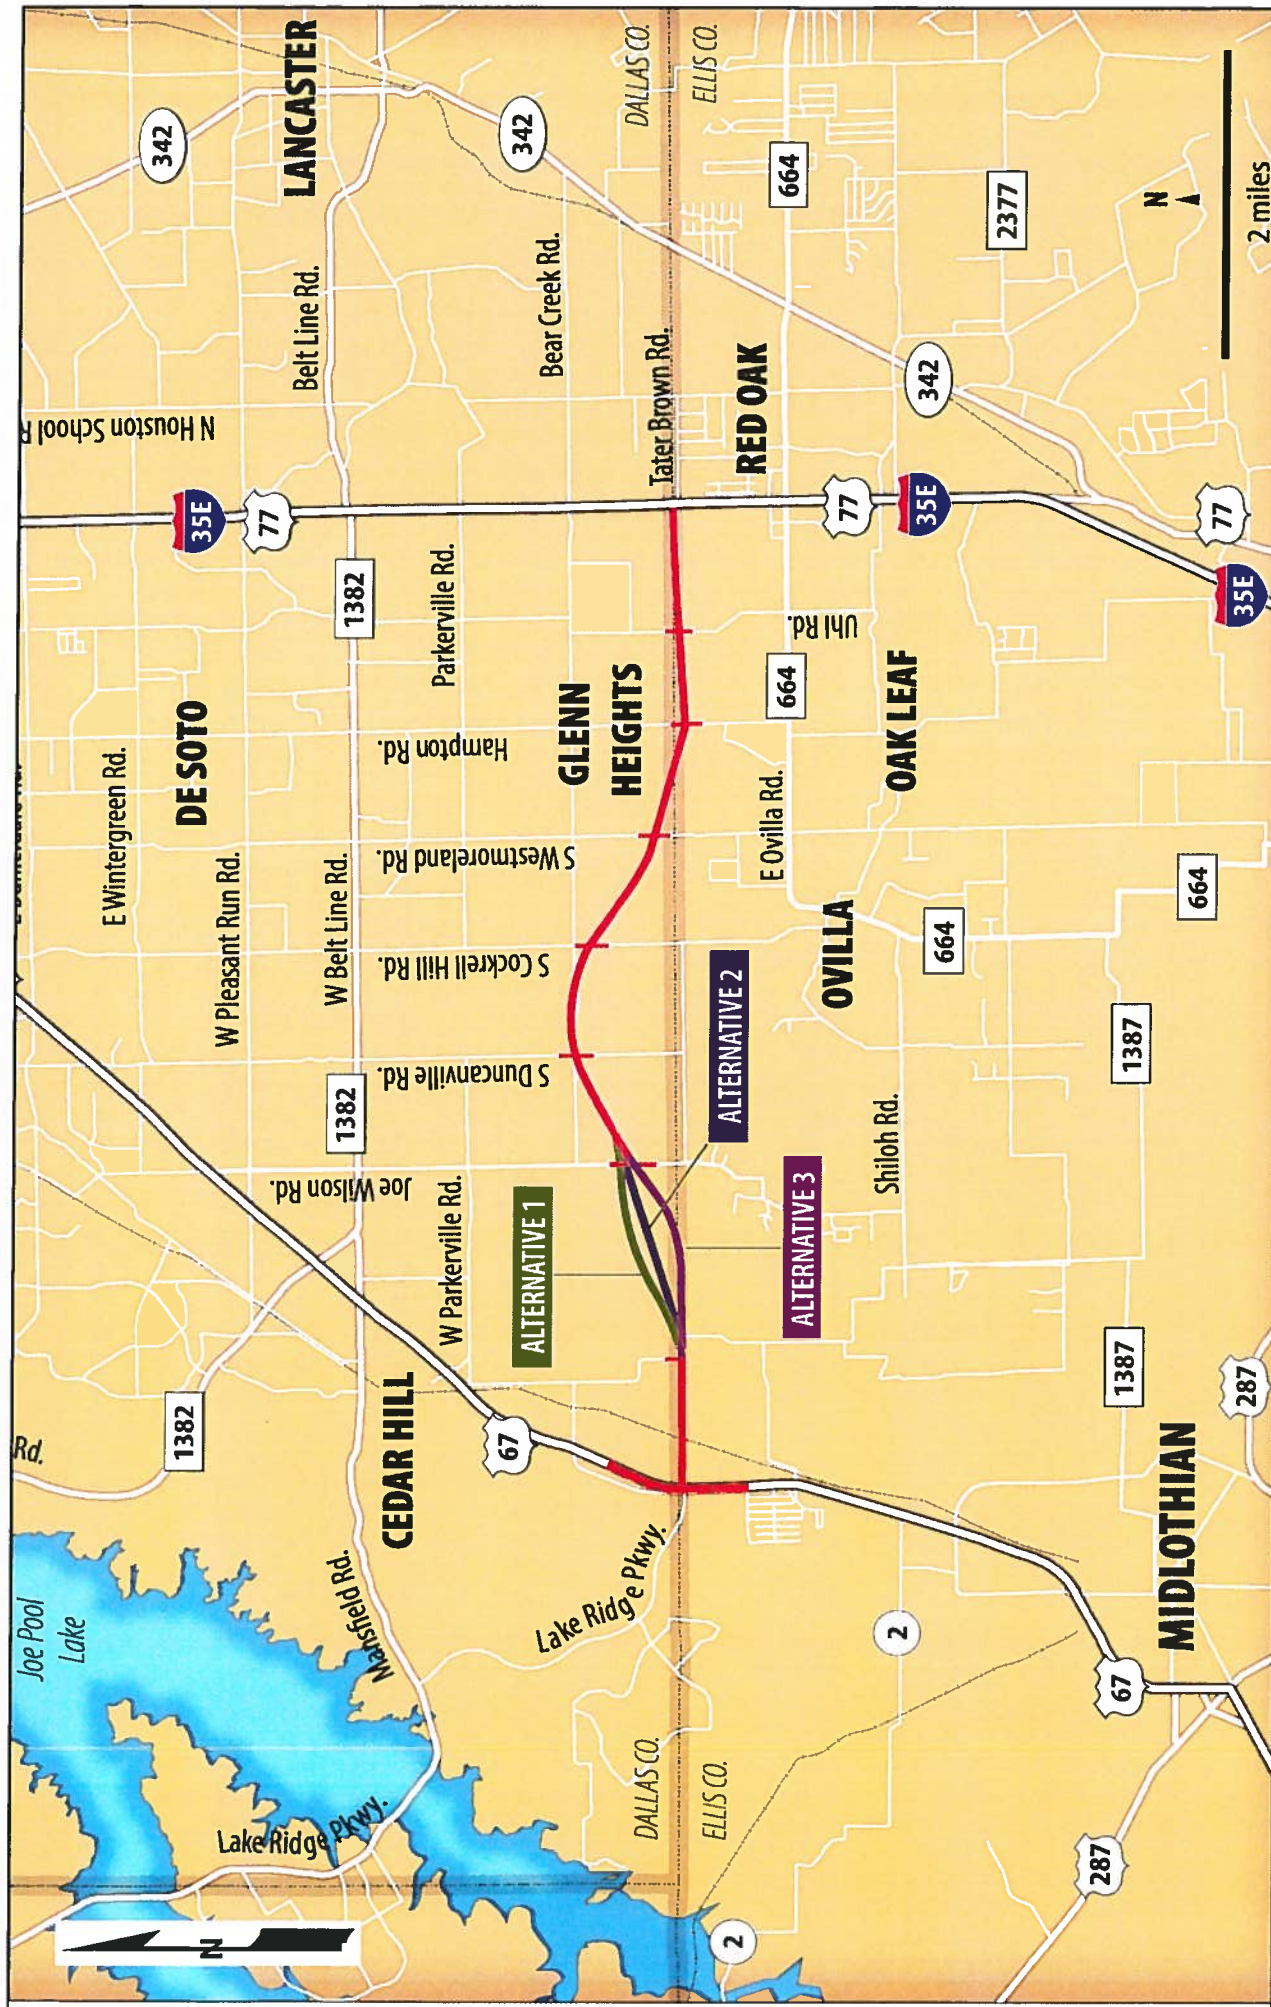 Joe Pool
Lake
Rd.
N Houston School R
342
LANCASTER
35E
77
E Wintergreen Rd.
DE SOTO
W Pleasant Run Rd.
1382
Belt Line Rd.
1382
W Belt Line Rd.
1382
Joe Wilson Rd.
Mansfield Rd.
Lake Ridge Pkwy.
N
CEDAR HILL
W Parkerville Rd.
Parkerville Rd.
Hampton Rd.
S Westmoreland Rd.
S Cockrell Hill Rd.
S Duncanville Rd.
67
ALTERNATIVE 1
GLENN
HEIGHTS
Bear Creek Rd.
342
Lake Ridge Pkwy.
DALLAS CO.
ELLIS CO.
Tater Brown Rd.
DALLAS CO.
ELLIS CO.
ALTERNATIVE 2
ALTERNATIVE 3
E Ovilla Rd.
664
Uhl Rd.
RED OAK
664
77
35E
342
2377
2
2
OVILLA
OAK LEAF
Shiloh Rd.
664
1387
1387
664
287
67
MIDLOTHIAN
287
35E
77
N
2 miles